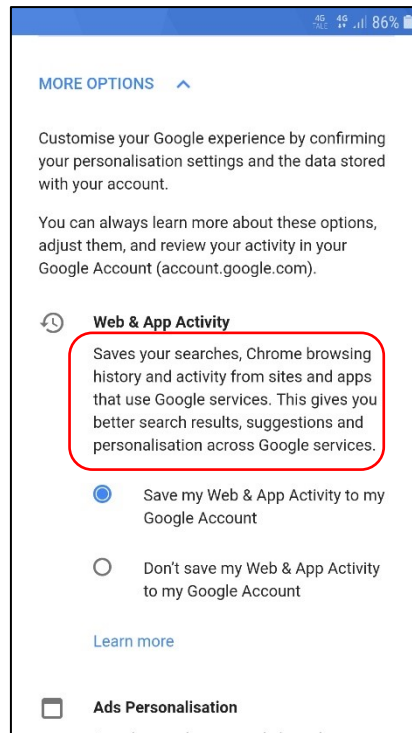 4G 4G 86%
TALE
MORE OPTIONS
Customise your Google experience by confirming
your personalisation settings and the data stored
with your account.
You can always learn more about these options,
adjust them, and review your activity in your
Google Account (account.google.com).
Web & App Activity
Saves your searches, Chrome browsing
history and activity from sites and apps
that use Google services. This gives you
better search results, suggestions and
personalisation across Google services.
Save my Web & App Activity to my
Google Account
Don't save my Web & App Activity
to my Google Account
Learn more
Ads Personalisation